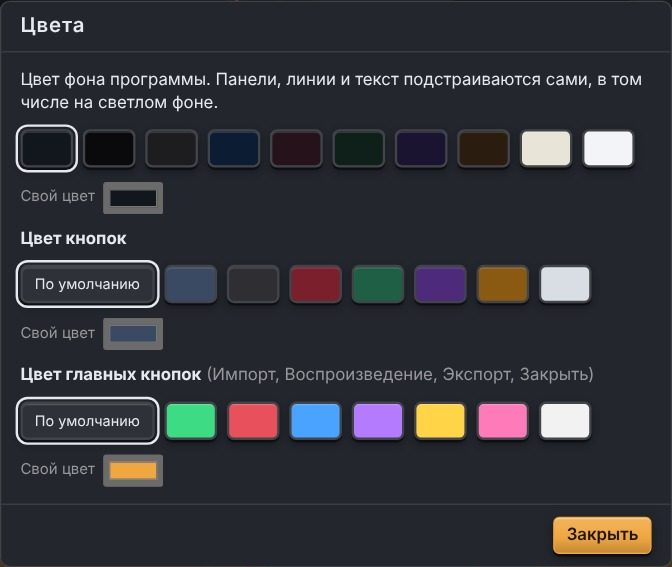 Цвета
Цвет фона программы. Панели, линии и текст подстраиваются сами, в том
числе на светлом фоне.
Свой цвет
Цвет кнопок
По умолчанию
Свой цвет
Цвет главных кнопок (Импорт, Воспроизведение, Экспорт, Закрыть)
По умолчанию
Свой цвет
Закрыть